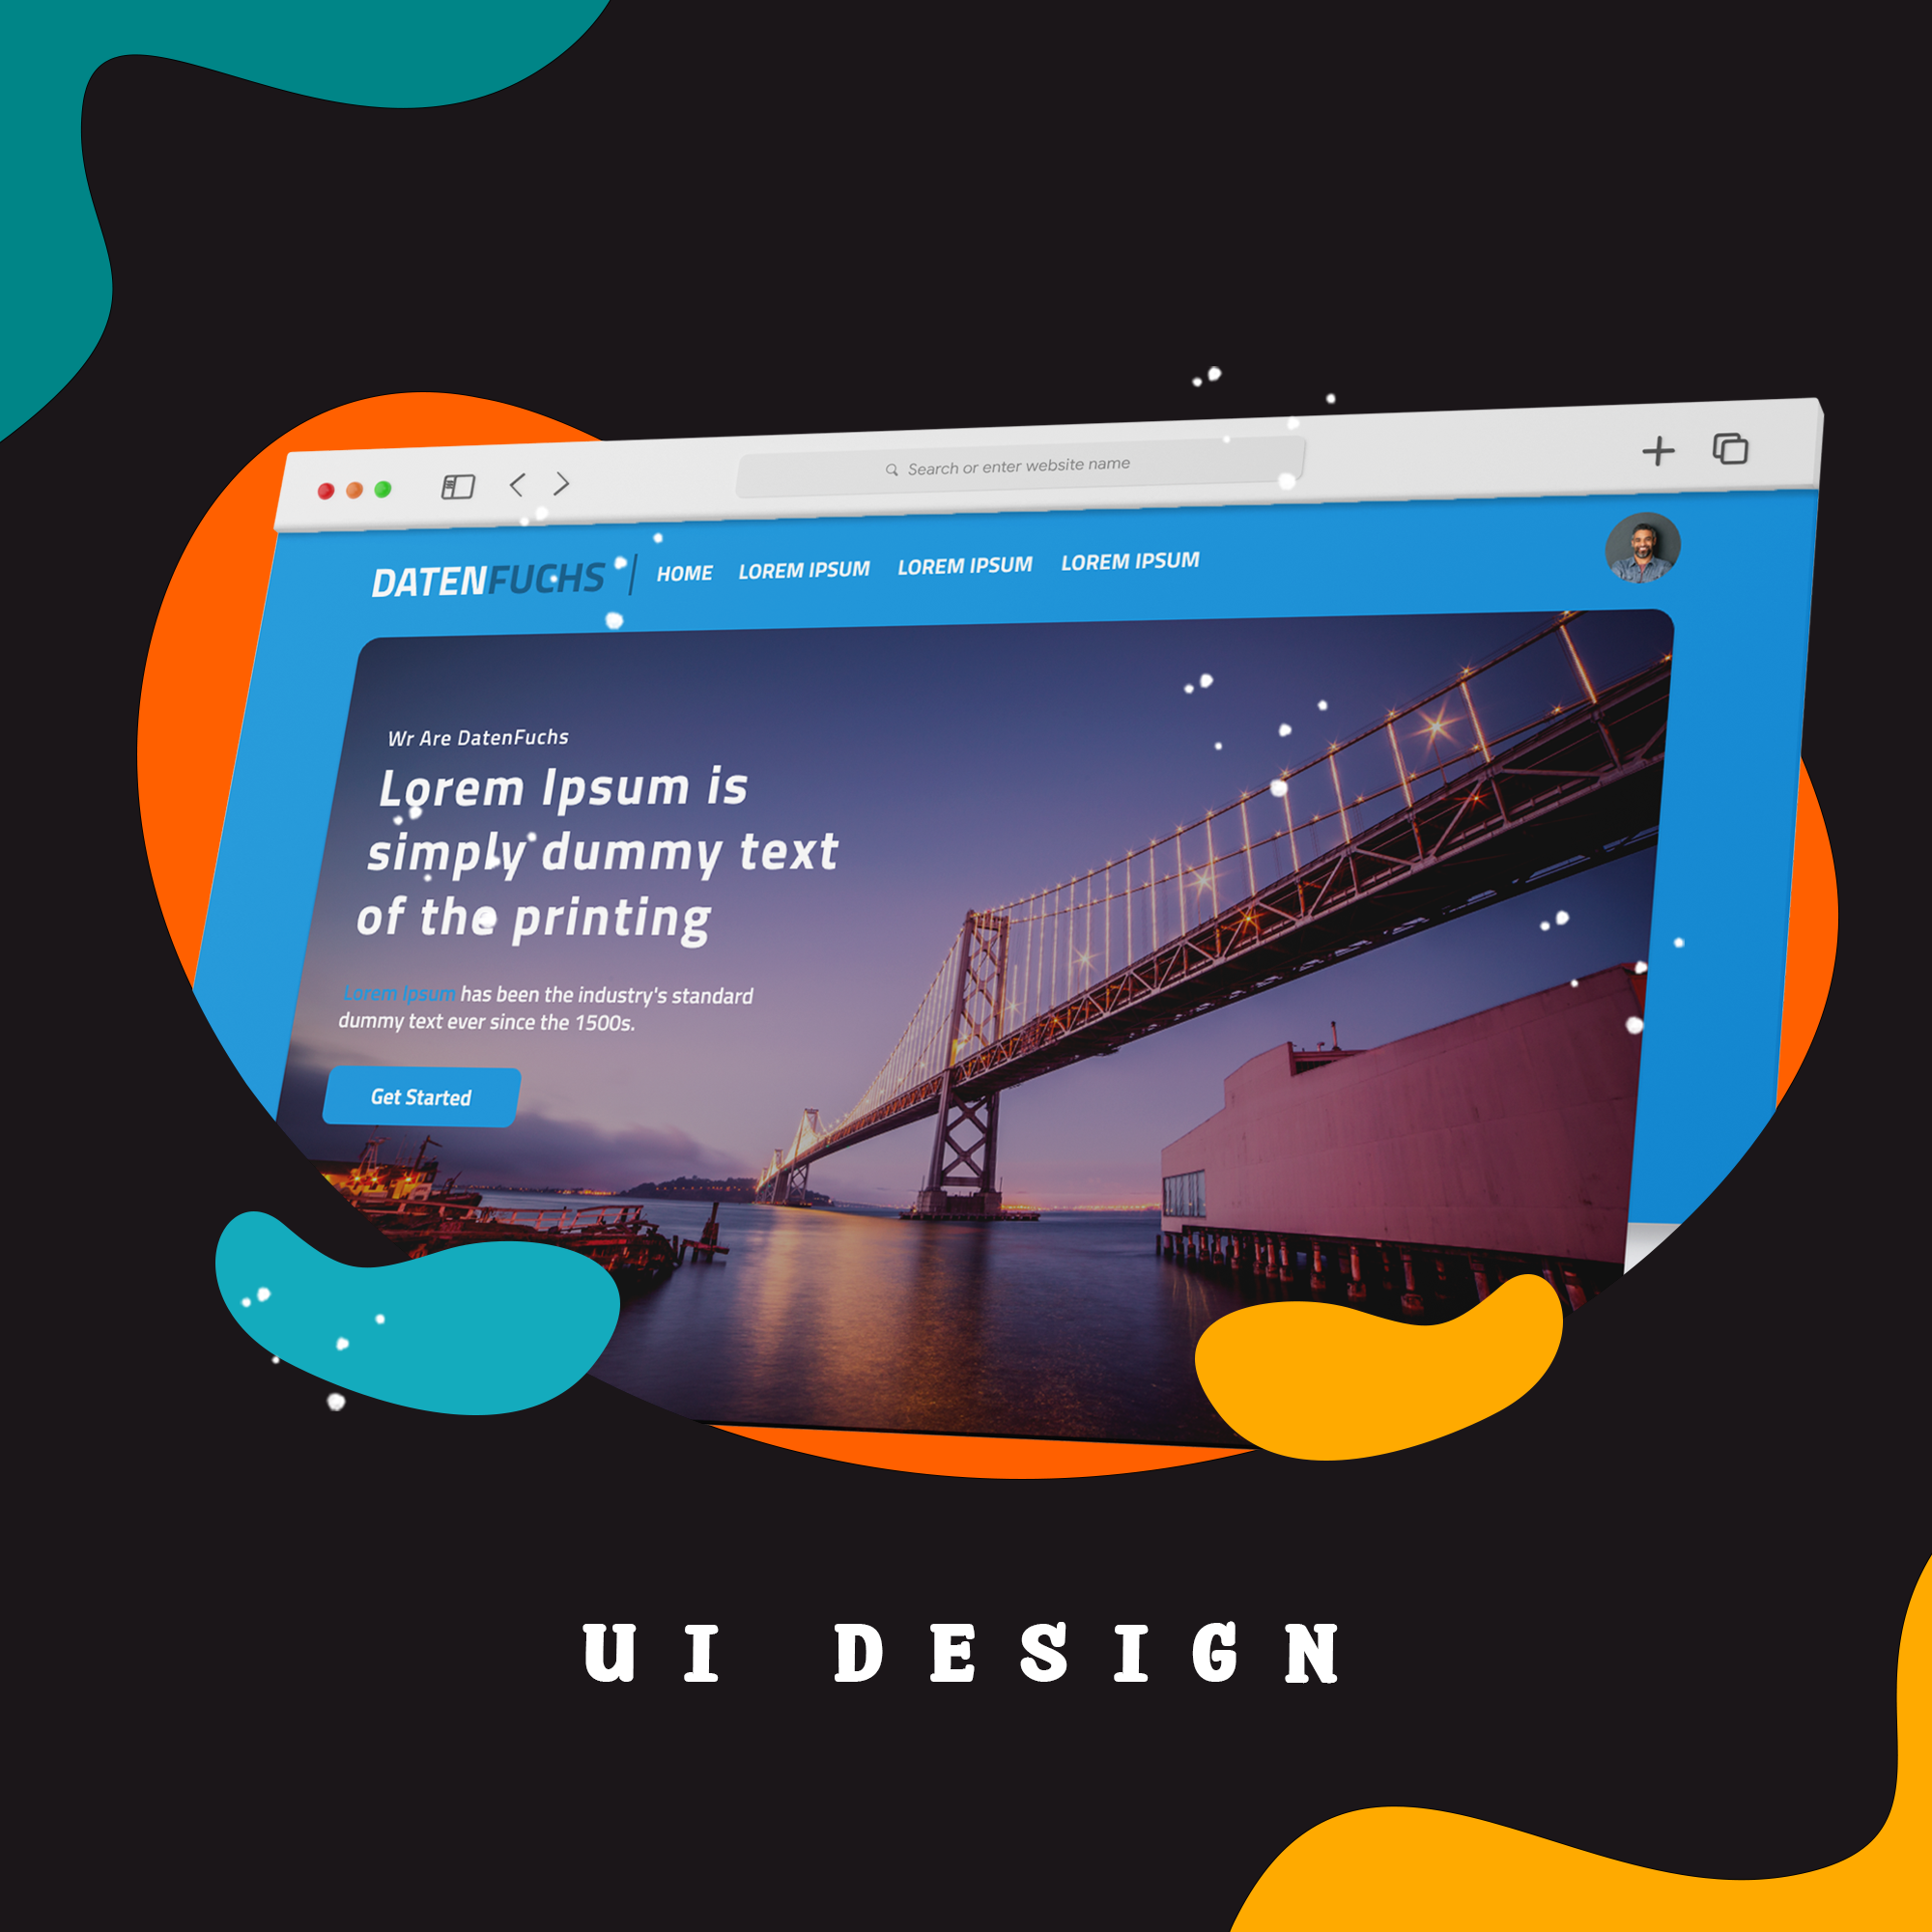 Search or enter website name
DATENFUCHS
HOME LOREM IPSUM LOREM IPSUM LOREM IPSUM
Wr Are DatenFuchs
Lorem Ipsum is
simply dummy text
of the printing
Lorem Ipsum has been the industry's standard
dummy text ever since the 1500s.
Get Started
UI DESIGN